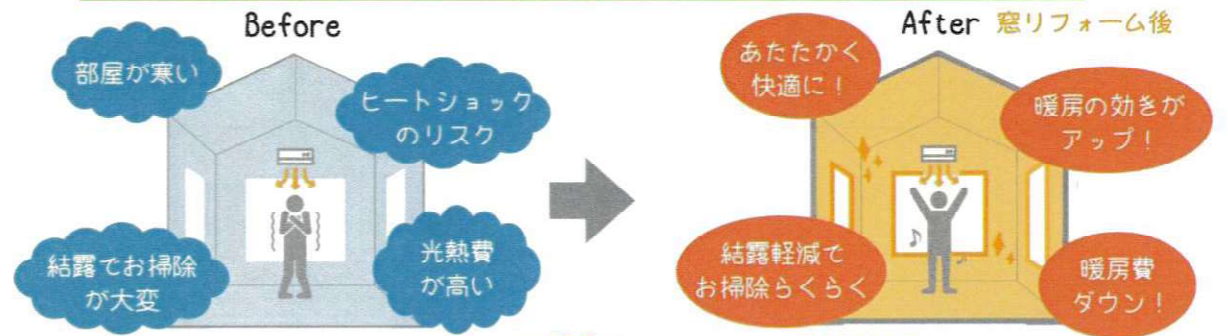 Before
部屋が寒い
ヒートショック
のリスク
結露でお掃除
が大変
光熱費
が高い
After 窓リフォーム後
あたたかく
快適に！
暖房の効きが
アップ！
結露軽減で
お掃除らくらく
暖房費
ダウン！